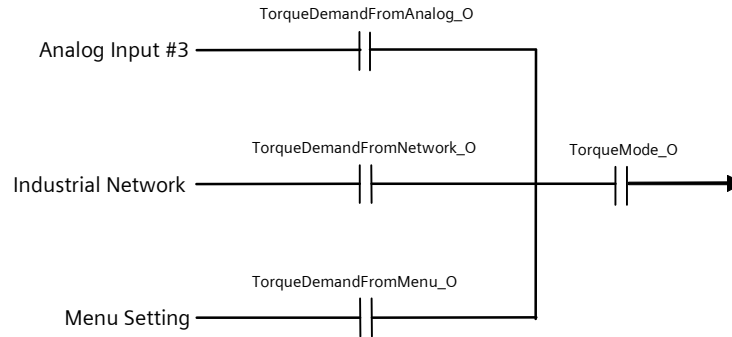 TorqueDemandFromAnalog_O
Analog Input #3
TorqueDemandFromNetwork_O
TorqueMode_O
Industrial Network
TorqueDemandFromMenu_O
Menu Setting